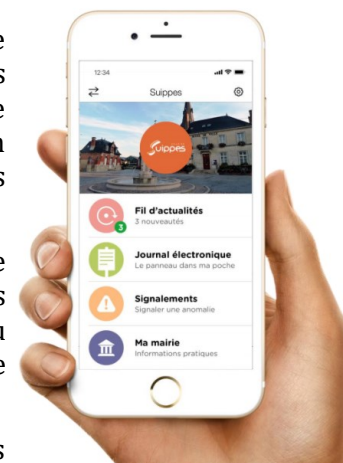 e
s
e
n
s
e
s
u
e
s
12:34
Suippes
Suippes
Fil d'actualités
3 nouveautés
3
Journal électronique
Le panneau dans ma poche
Signalements
Signaler une anomalie
Ma mairie
Informations pratiques